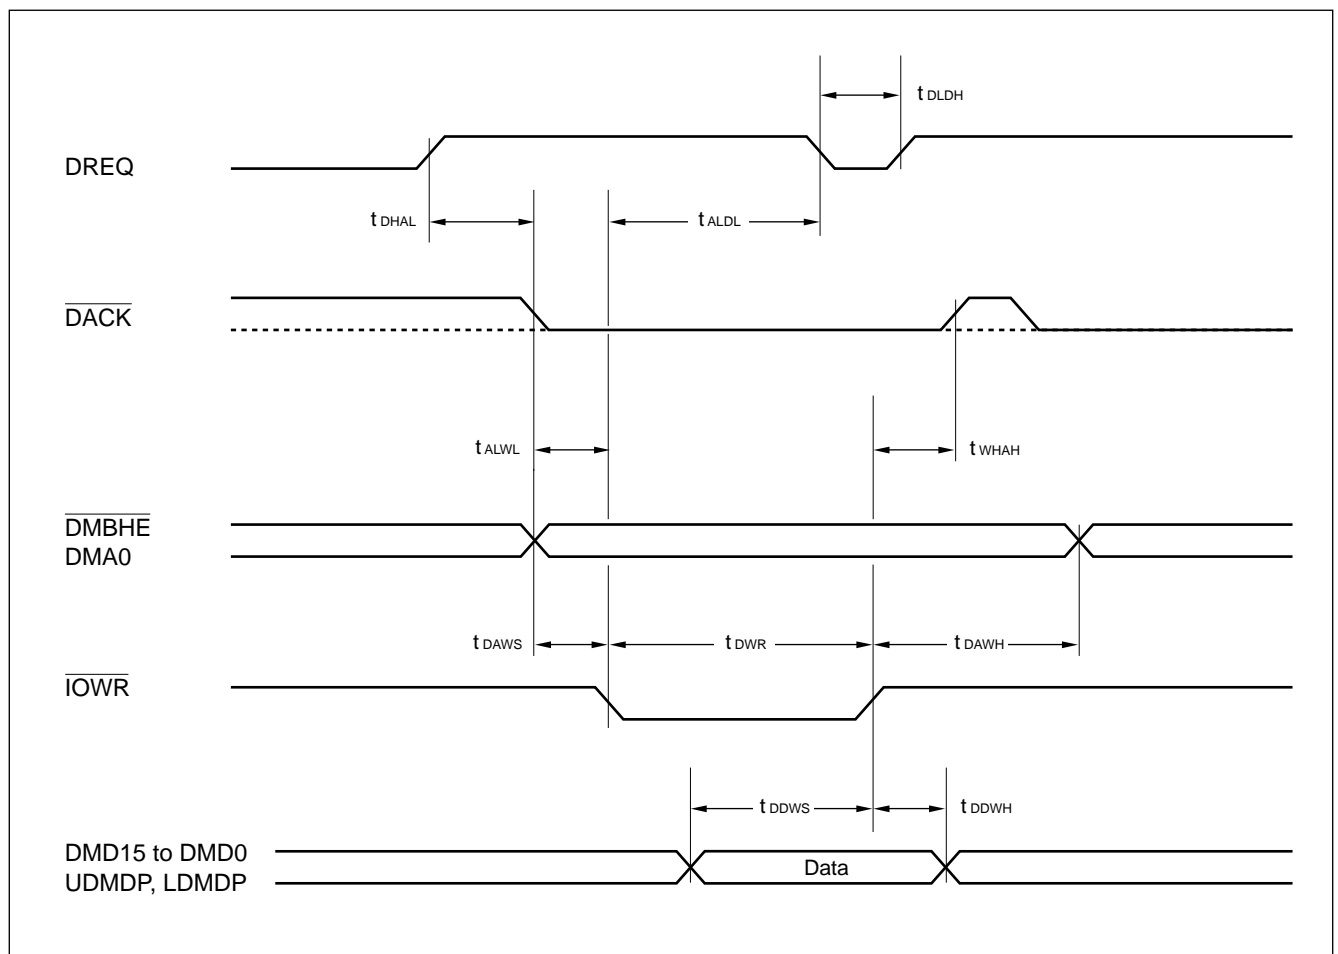 t DLDH
DREQ
t DHAL
t ALDL
DACK
t ALWL
t WHAH
DMBHE
DMA0
t DAWS
t DWR
t DAWH
IOWR
t DDWS
t DDWH
DMD15 to DMD0
Data
UDMDP, LDMDP